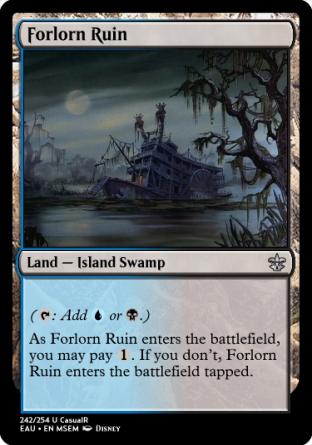 Forlorn Ruin
Land — Island Swamp
( : Add or .)
As Forlorn Ruin enters the battlefield,
you may pay 1. If you don't, Forlorn
Ruin enters the battlefield tapped.
242/254 U CasualR
EAU • EN MSEM Disney